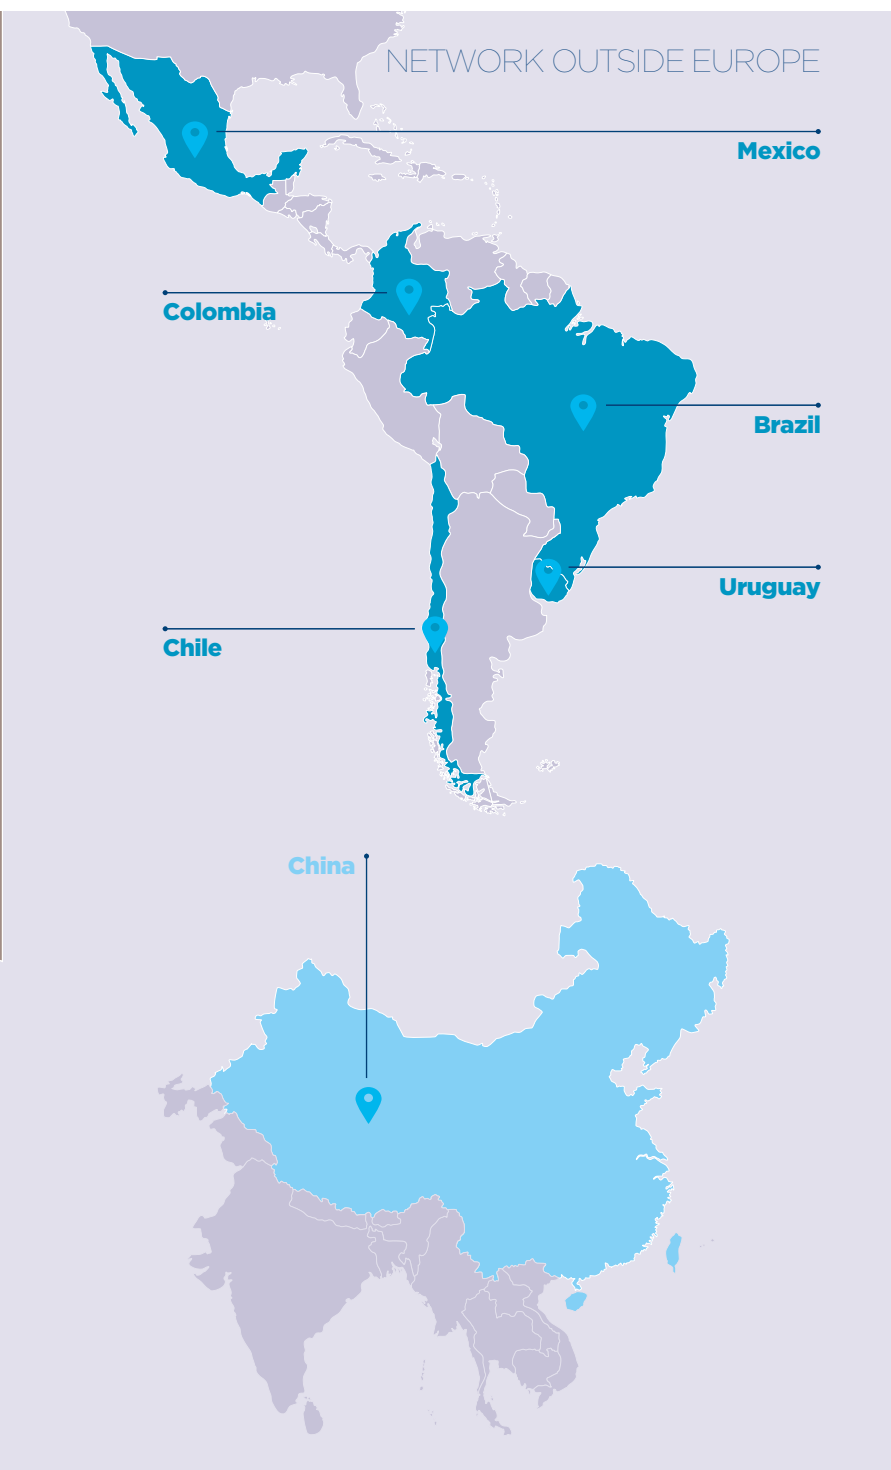 NETWORK OUTSIDE EUROPE
Mexico
Colombia
Brazil
Uruguay
Chile
China